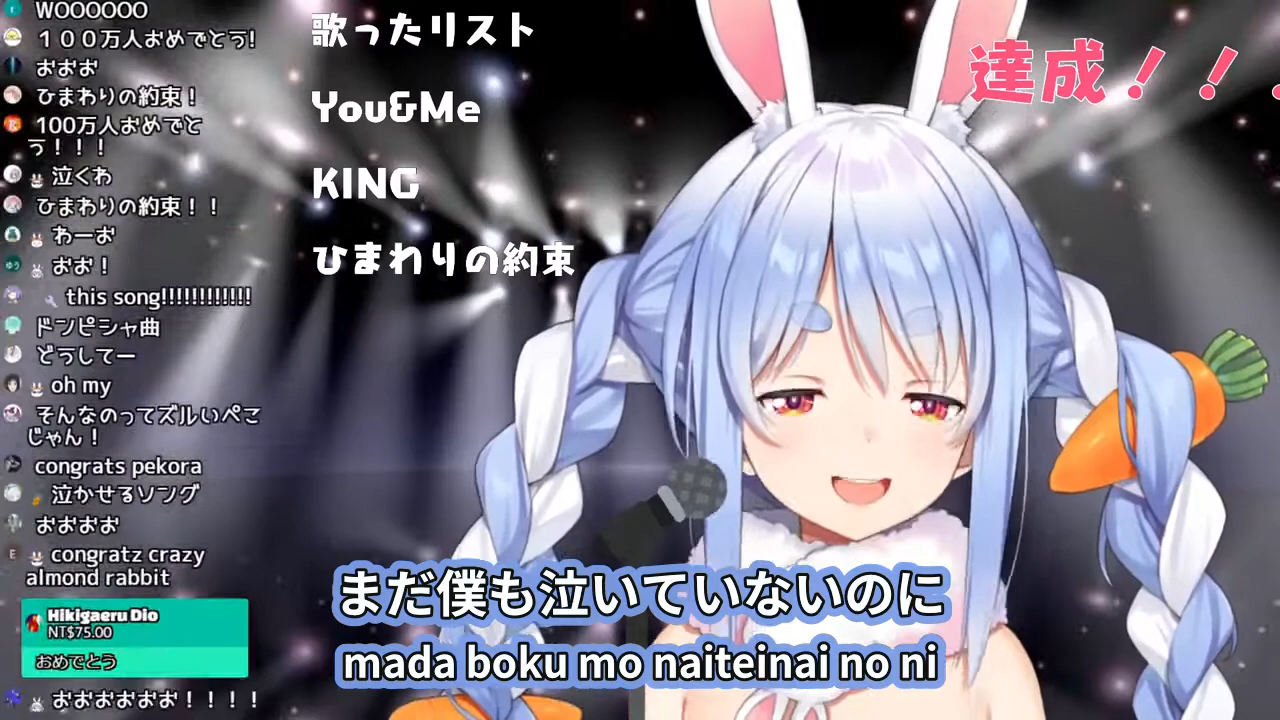 WOOOOOO
１００万人おめでとう!
おおお
ひまわりの約束！
100万人おめでと
う！！！
泣くわ
ひまわりの約束！！
わーお
おお！
this song!!!!!!!!!!!!
ドンピシャ曲
どうしてー
oh my
そんなのってズルいぺこ
じゃん！
congrats pekora
泣かせるソング
おおおお
congratz crazy
almond rabbit
Hikigaeru Dio
NT$75.00
おめでとう
おおおおおお！！！！
歌ったリスト
You&Me
KING
ひまわりの約束
達成！！！
まだ僕も泣いていないのに
mada boku mo naiteinai no ni